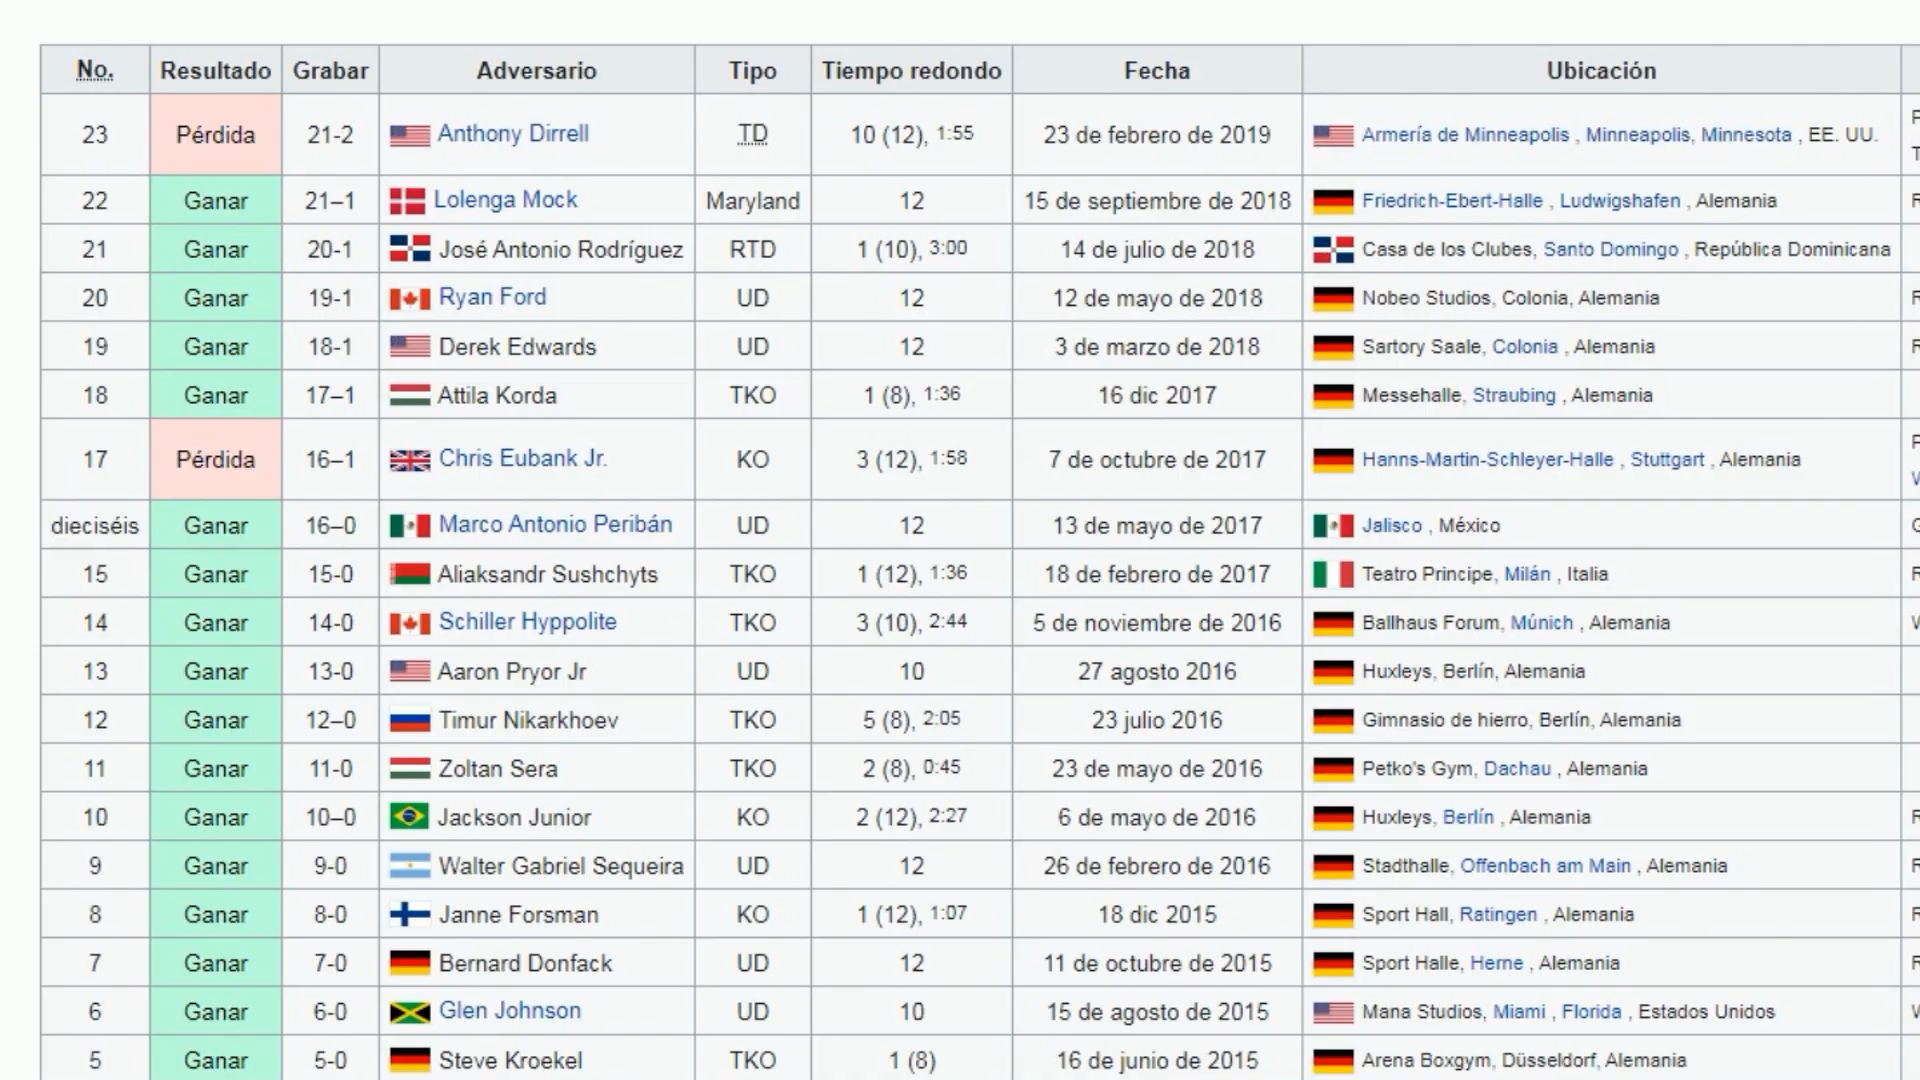 No. Resultado Grabar Adversario Tipo Tiempo redondo Fecha Ubicación
23 Pérdida 21-2 Anthony Dirrell TD 10 (12), 1:55 23 de febrero de 2019 Armería de Minneapolis , Minneapolis, Minnesota , EE. UU.
22 Ganar 21–1 Lolenga Mock Maryland 12 15 de septiembre de 2018 Friedrich-Ebert-Halle , Ludwigshafen , Alemania
21 Ganar 20-1 José Antonio Rodríguez RTD 1 (10), 3:00 14 de julio de 2018 Casa de los Clubes, Santo Domingo , República Dominicana
20 Ganar 19-1 Ryan Ford UD 12 12 de mayo de 2018 Nobeo Studios, Colonia, Alemania
19 Ganar 18-1 Derek Edwards UD 12 3 de marzo de 2018 Sartory Saale, Colonia , Alemania
18 Ganar 17–1 Attila Korda TKO 1 (8), 1:36 16 dic 2017 Messehalle, Straubing , Alemania
17 Pérdida 16–1 Chris Eubank Jr. KO 3 (12), 1:58 7 de octubre de 2017 Hanns-Martin-Schleyer-Halle , Stuttgart , Alemania
dieciséis Ganar 16–0 Marco Antonio Peribán UD 12 13 de mayo de 2017 Jalisco , México
15 Ganar 15-0 Aliaksandr Sushchyts TKO 1 (12), 1:36 18 de febrero de 2017 Teatro Principe, Milán , Italia
14 Ganar 14-0 Schiller Hyppolite TKO 3 (10), 2:44 5 de noviembre de 2016 Ballhaus Forum, Múnich , Alemania
13 Ganar 13-0 Aaron Pryor Jr UD 10 27 agosto 2016 Huxleys, Berlín, Alemania
12 Ganar 12–0 Timur Nikarkhoev TKO 5 (8), 2:05 23 julio 2016 Gimnasio de hierro, Berlín, Alemania
11 Ganar 11-0 Zoltan Sera TKO 2 (8), 0:45 23 de mayo de 2016 Petko's Gym, Dachau , Alemania
10 Ganar 10–0 Jackson Junior KO 2 (12), 2:27 6 de mayo de 2016 Huxleys, Berlín , Alemania
9 Ganar 9-0 Walter Gabriel Sequeira UD 12 26 de febrero de 2016 Stadthalle, Offenbach am Main , Alemania
8 Ganar 8-0 Janne Forsman KO 1 (12), 1:07 18 dic 2015 Sport Hall, Ratingen , Alemania
7 Ganar 7-0 Bernard Donfack UD 12 11 de octubre de 2015 Sport Halle, Herne , Alemania
6 Ganar 6-0 Glen Johnson UD 10 15 de agosto de 2015 Mana Studios, Miami , Florida , Estados Unidos
5 Ganar 5-0 Steve Kroekel TKO 1 (8) 16 de junio de 2015 Arena Boxgym, Düsseldorf, Alemania